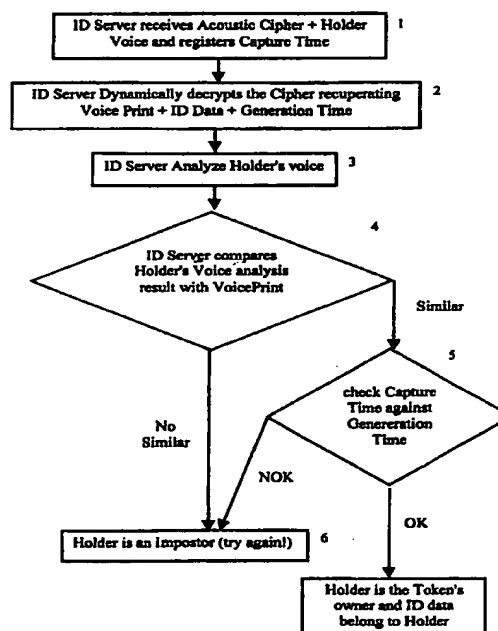 ID Server receives Acoustic Cipher + Holder
Voice and registers Capture Time
1
ID Server Dynamically decrypts the Cipher recuperating
Voice Print + ID Data + Generation Time
2
ID Server Analyze Holder's voice
3
4
ID Server compares
Holder's Voice analysis
result with VoicePrint
Similar
5
check Capture
Time against
Genereration
Time
No
Similar
NOK
OK
Holder is an Impostor (try again!)
6
Holder is the Token's
owner and ID data
belong to Holder